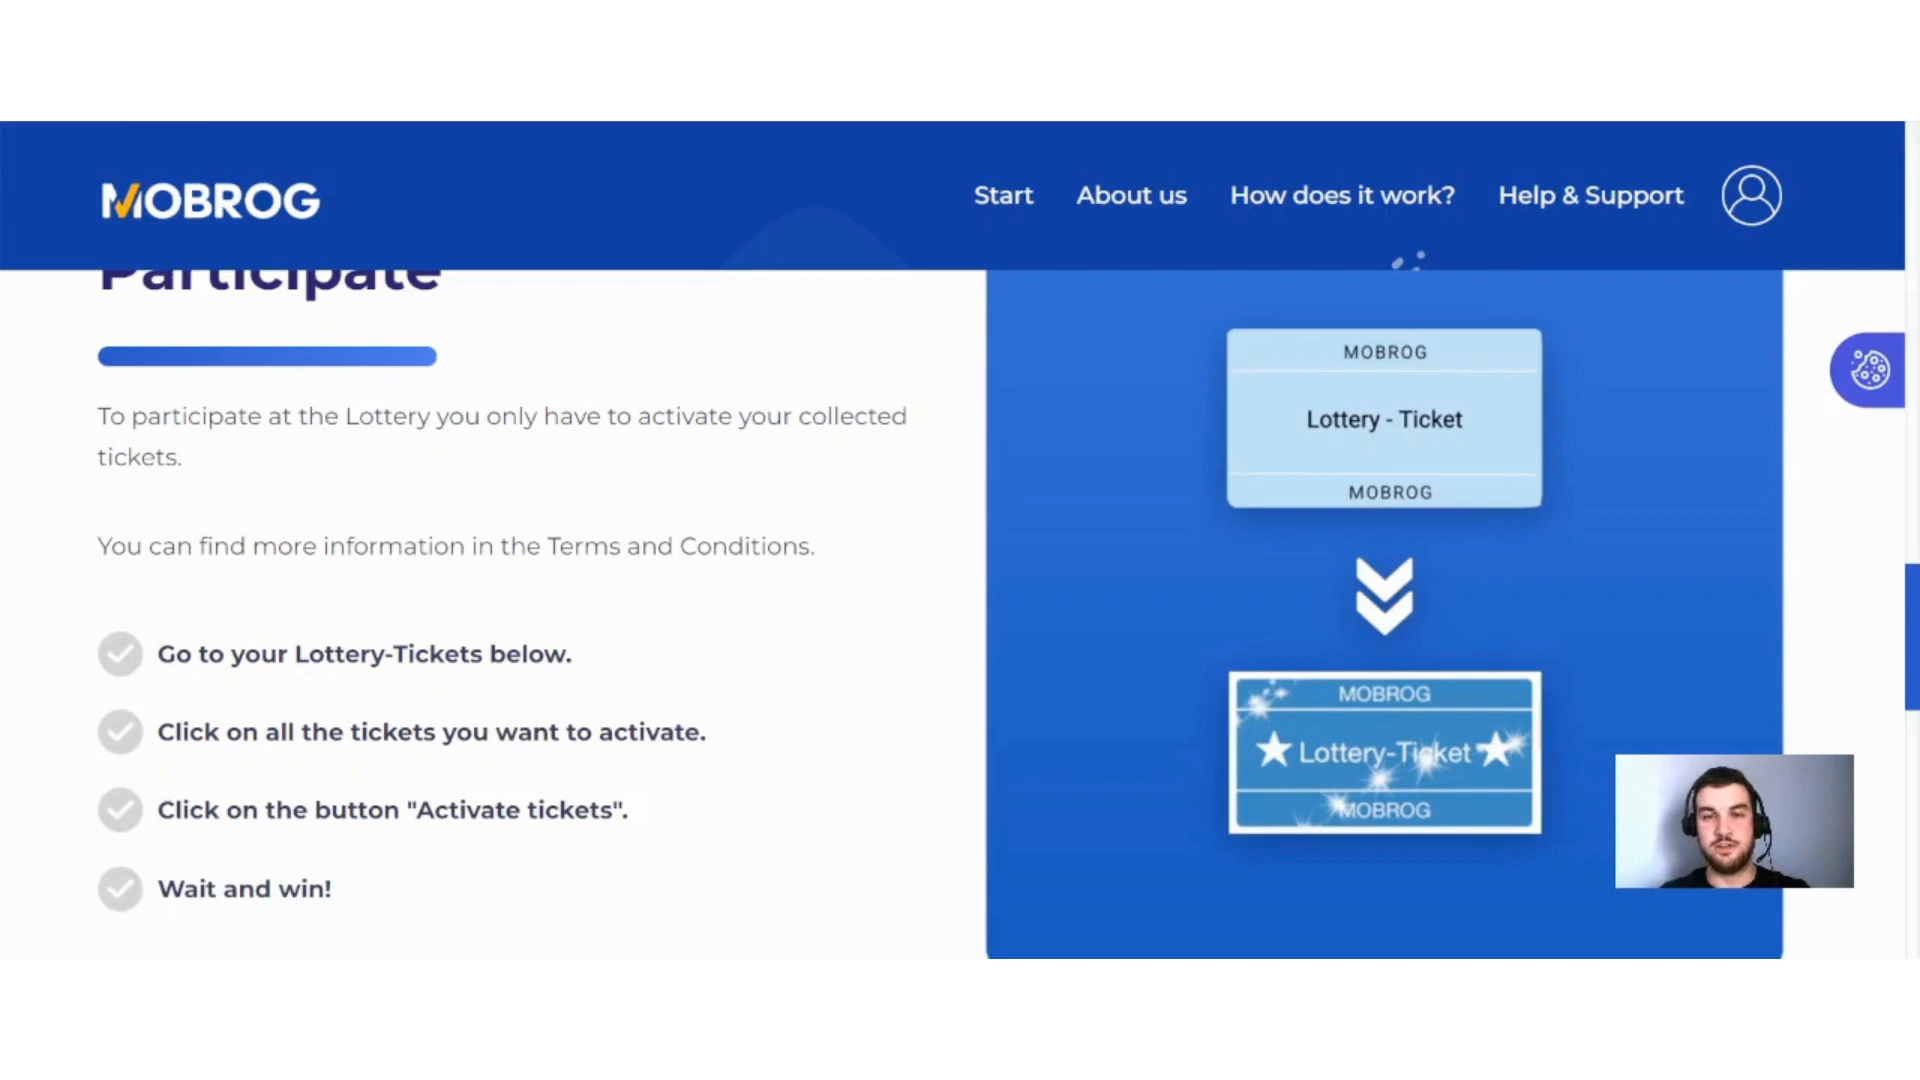 MOBROG
Start
About us
How does it work?
Help & Support
Participate
To participate at the Lottery you only have to activate your collected
tickets.
You can find more information in the Terms and Conditions.
Go to your Lottery-Tickets below.
Click on all the tickets you want to activate.
Click on the button "Activate tickets".
Wait and win!
MOBROG
Lottery - Ticket
MOBROG
MOBROG
Lottery-Ticket
MOBROG